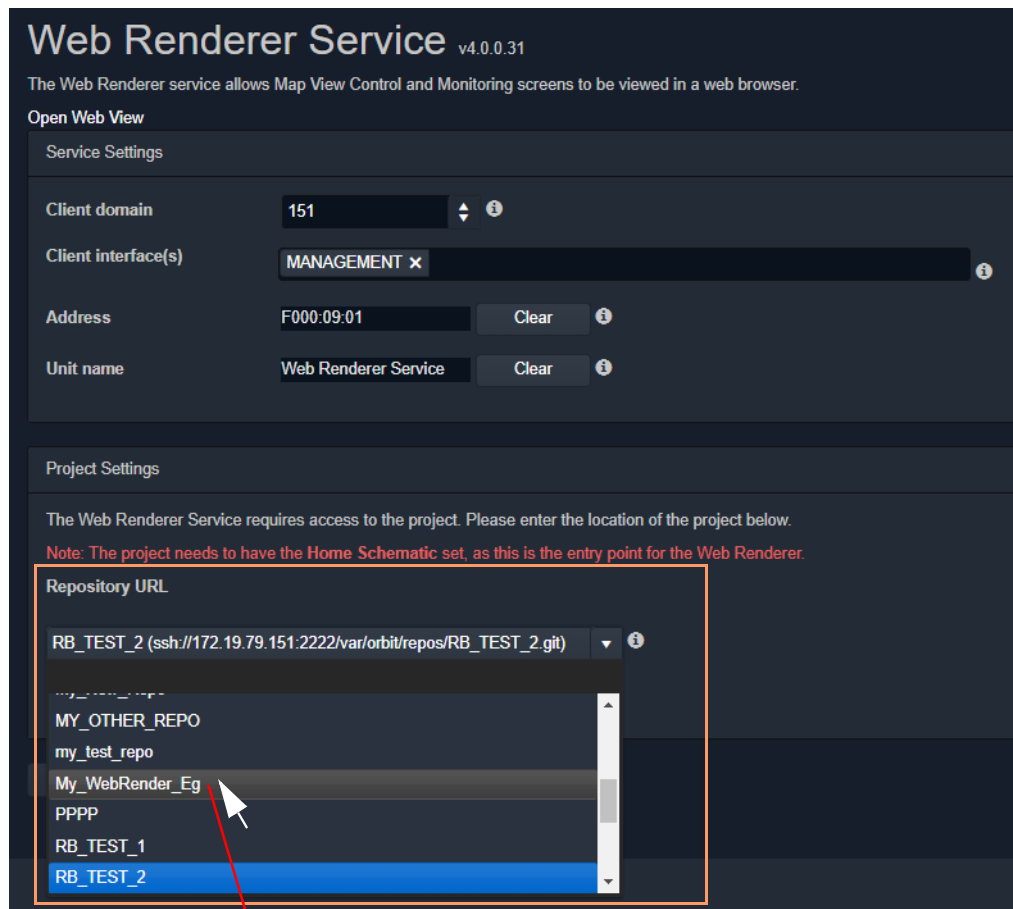 Web Renderer Service v4.0.0.31
The Web Renderer service allows Map View Control and Monitoring screens to be viewed in a web browser.
Open Web View
Service Settings
Client domain 151
Client interface(s) MANAGEMENT ×
Address F000:09:01 Clear
Unit name Web Renderer Service Clear
Project Settings
The Web Renderer Service requires access to the project. Please enter the location of the project below.
Note: The project needs to have the Home Schematic set, as this is the entry point for the Web Renderer.
Repository URL
RB_TEST_2 (ssh://172.19.79.151:2222/var/orbit/repos/RB_TEST_2.git)
MY_OTHER_REPO
my_test_repo
My_WebRender_Eg
PPPP
RB_TEST_1
RB_TEST_2